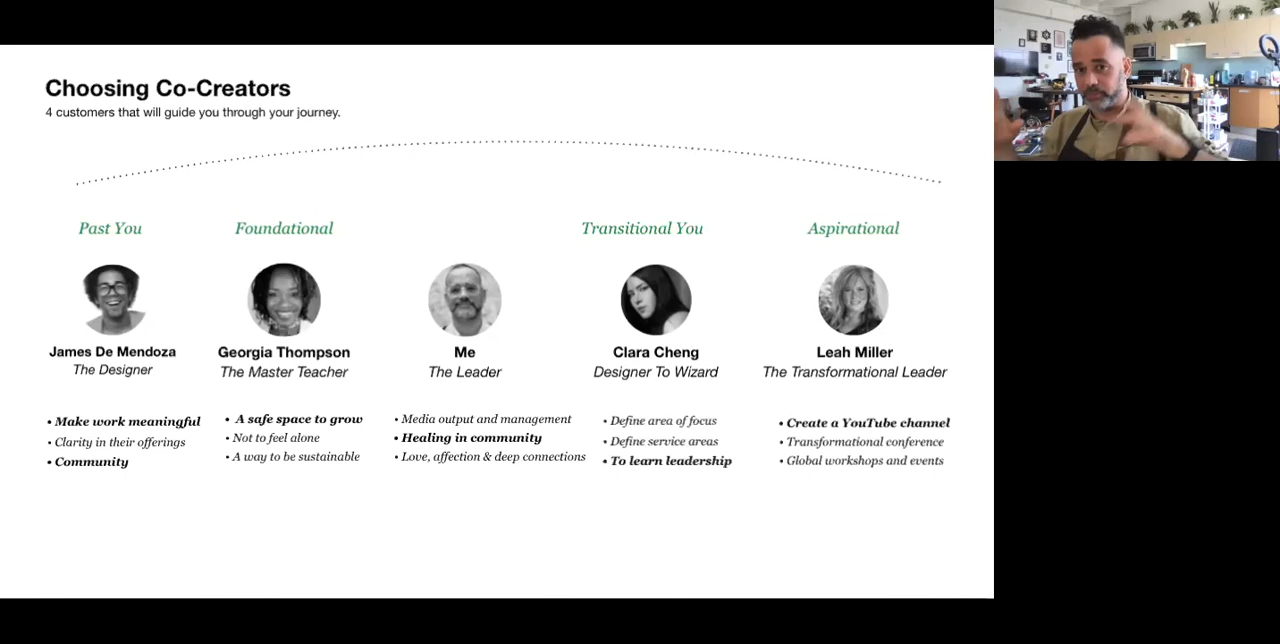 Choosing Co-Creators
4 customers that will guide you through your journey.
Past You
Foundational
Transitional You
Aspirational
James De Mendoza
The Designer
Georgia Thompson
The Master Teacher
Me
The Leader
Clara Cheng
Designer To Wizard
Leah Miller
The Transformational Leader
• Make work meaningful
• Clarity in their offerings
• Community
• A safe space to grow
• Not to feel alone
• A way to be sustainable
• Media output and management
• Healing in community
• Love, affection & deep connections
• Define area of focus
• Define service areas
• To learn leadership
• Create a YouTube channel
• Transformational conference
• Global workshops and events